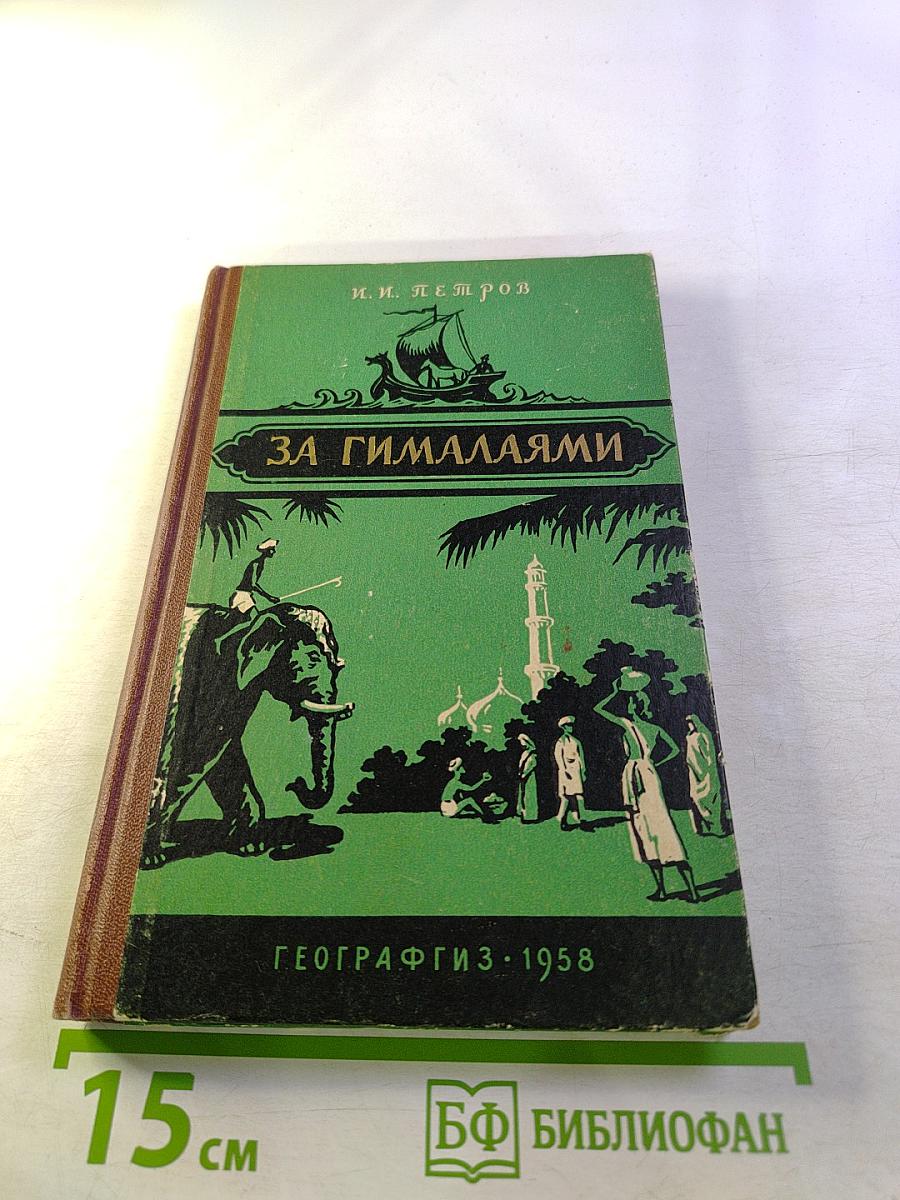 И. И. ПЕТРОВ
ЗА ГИМАЛАЯМИ
ГЕОГРАФГИЗ · 1958
15 см
БФ БИБЛИОФАН